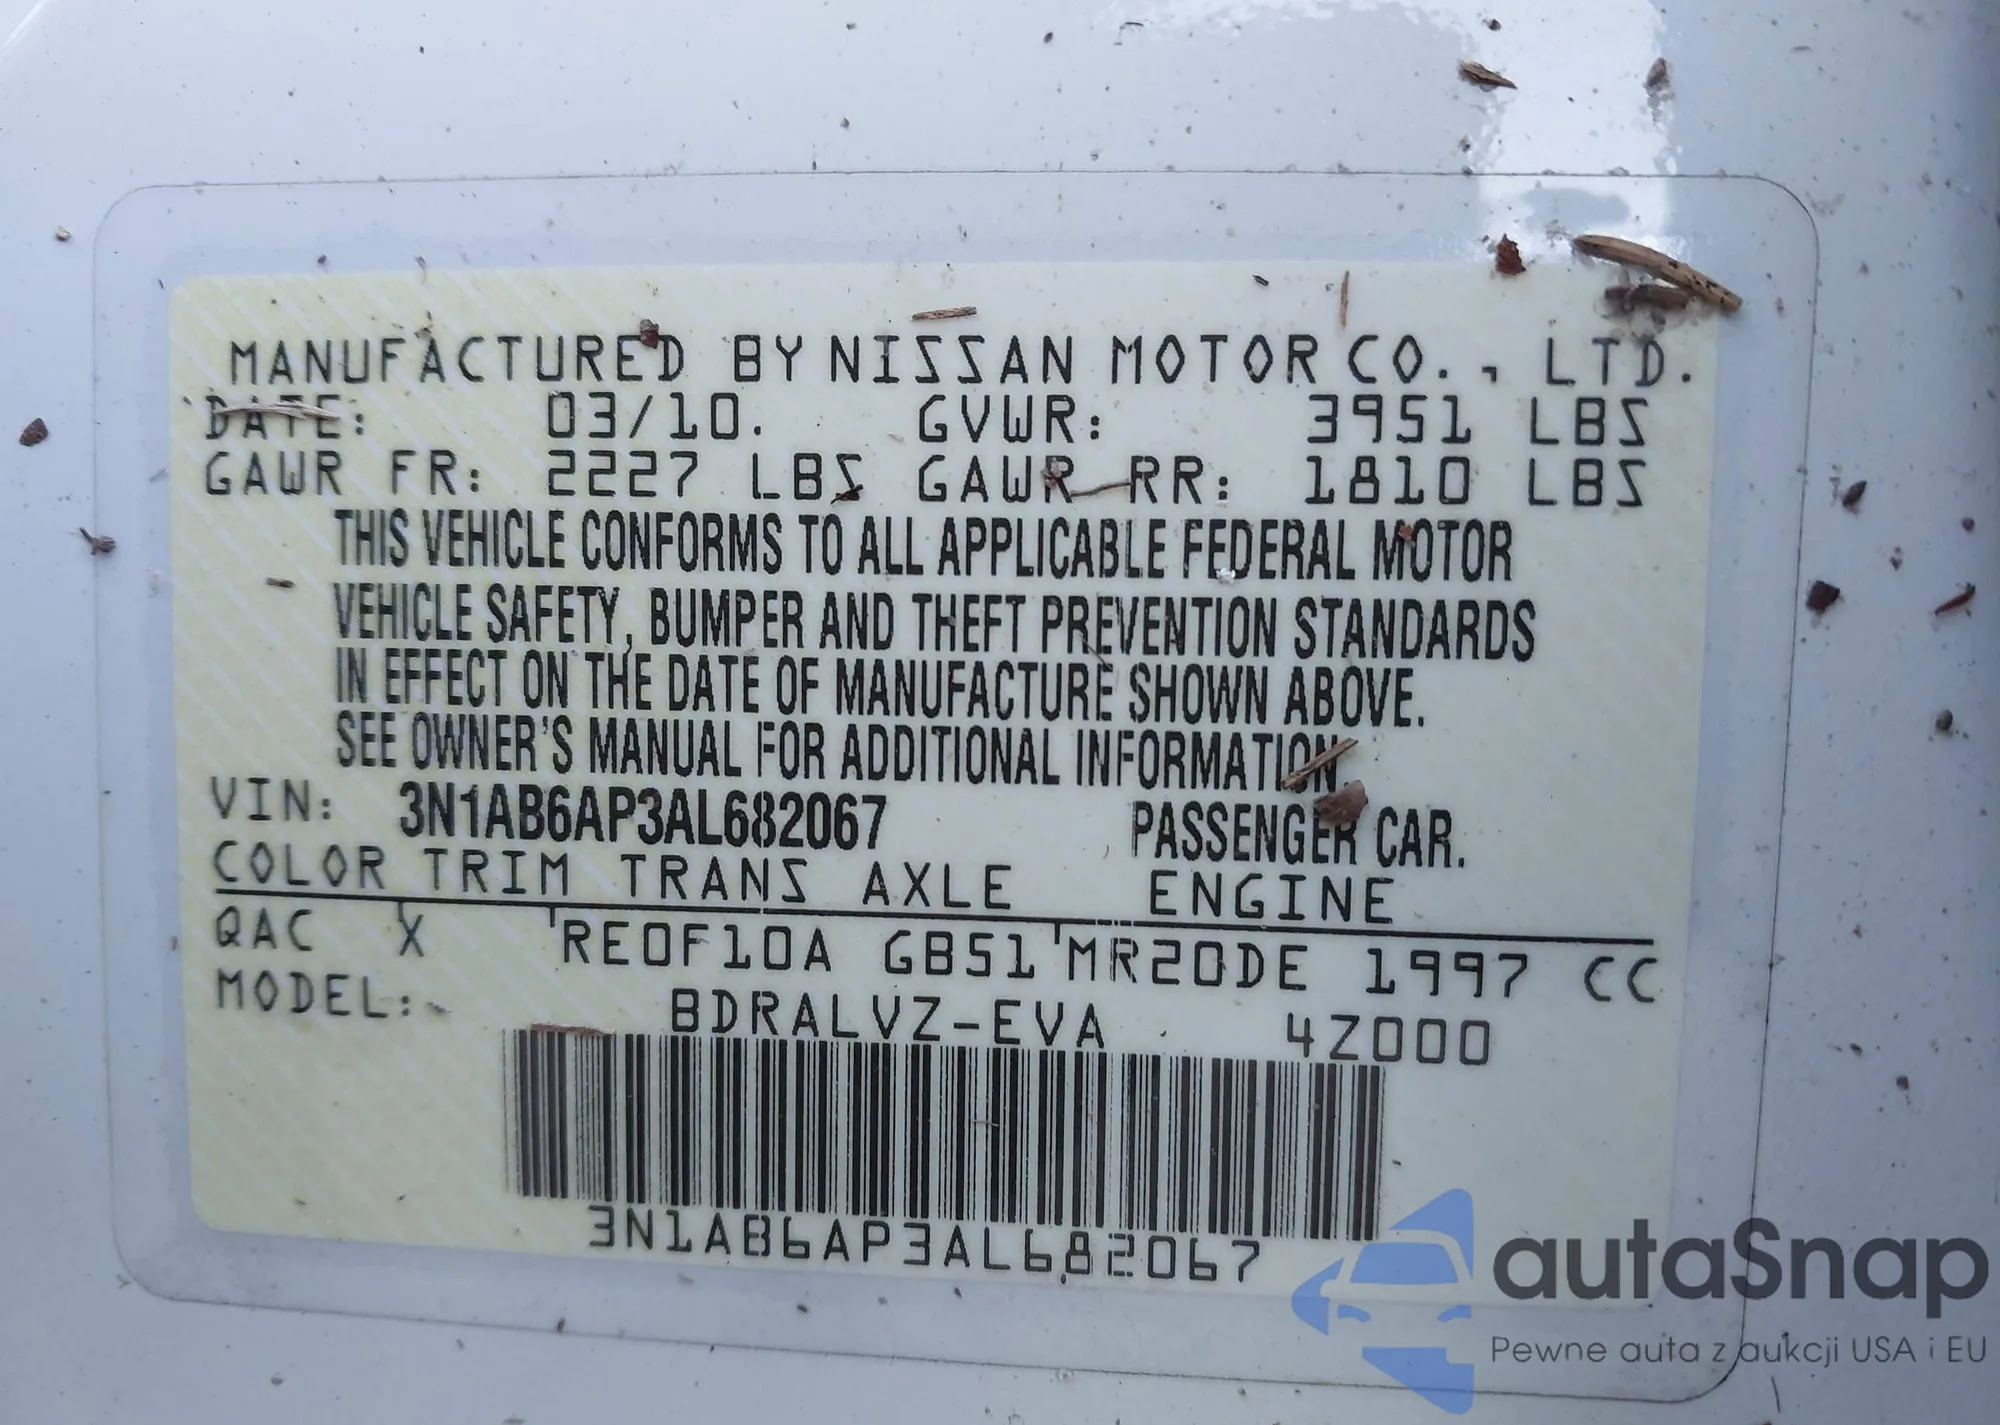 MANUFACTURED BY NISSAN MOTOR CO., LTD.
DATE: 03/10. GVWR: 3951 LBS
GAWR FR: 2227 LBS GAWR RR: 1810 LBS
THIS VEHICLE CONFORMS TO ALL APPLICABLE FEDERAL MOTOR
VEHICLE SAFETY, BUMPER AND THEFT PREVENTION STANDARDS
IN EFFECT ON THE DATE OF MANUFACTURE SHOWN ABOVE.
SEE OWNER'S MANUAL FOR ADDITIONAL INFORMATION.
VIN: 3N1AB6AP3AL682067 PASSENGER CAR.
COLOR TRIM TRANS AXLE ENGINE
QAC X RE0F10A GB51 MR20DE 1997 CC
MODEL: BDRALVZ-EVA 4Z000
3N1AB6AP3AL682067
autaSnap
Pewne auta z aukcji USA i EU